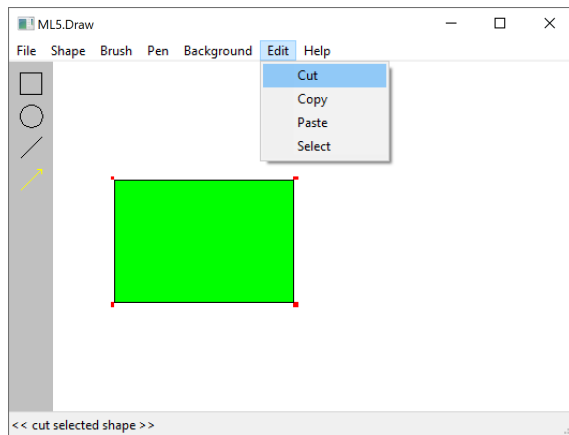 ML5.Draw
File Shape Brush Pen Background Edit Help
Cut
Copy
Paste
Select
<< cut selected shape >>